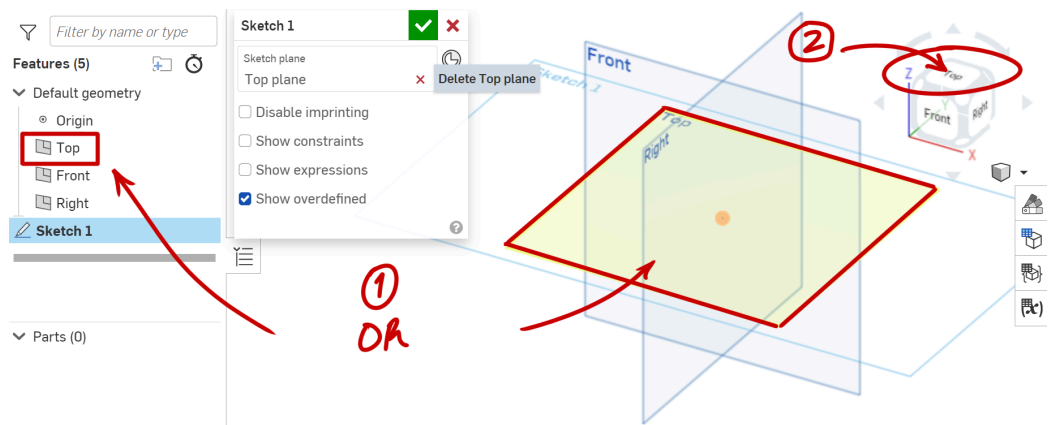 Filter by name or type
Features (5)
Default geometry
Origin
Top
Front
Right
Sketch 1
Parts (0)
Sketch 1
Sketch plane
Top plane
Delete Top plane
Disable imprinting
Show constraints
Show expressions
Show overdefined
?
1
OR
Front
Sketch 1
Top
Right
2
Top
Z
Y
Front
Right
X
(x)